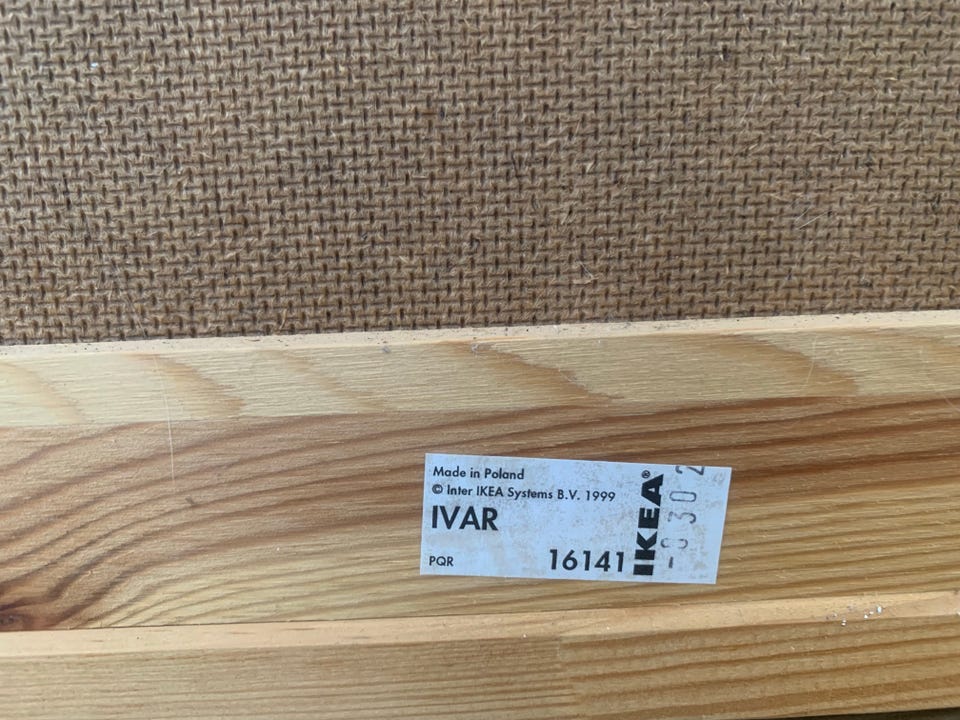 Made in Poland
© Inter IKEA Systems B.V. 1999
IVAR
PQR
16141
IKEA®